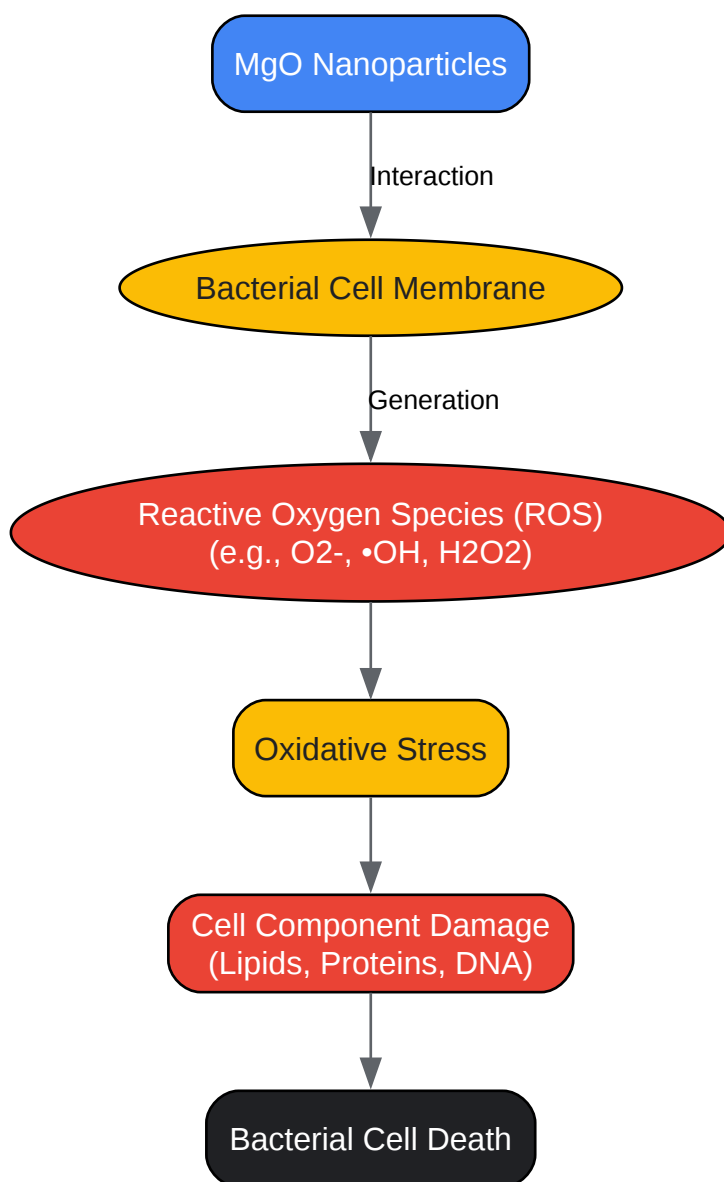 MgO Nanoparticles
Interaction
Bacterial Cell Membrane
Generation
Reactive Oxygen Species (ROS)
(e.g., O2-, •OH, H2O2)
Oxidative Stress
Cell Component Damage
(Lipids, Proteins, DNA)
Bacterial Cell Death